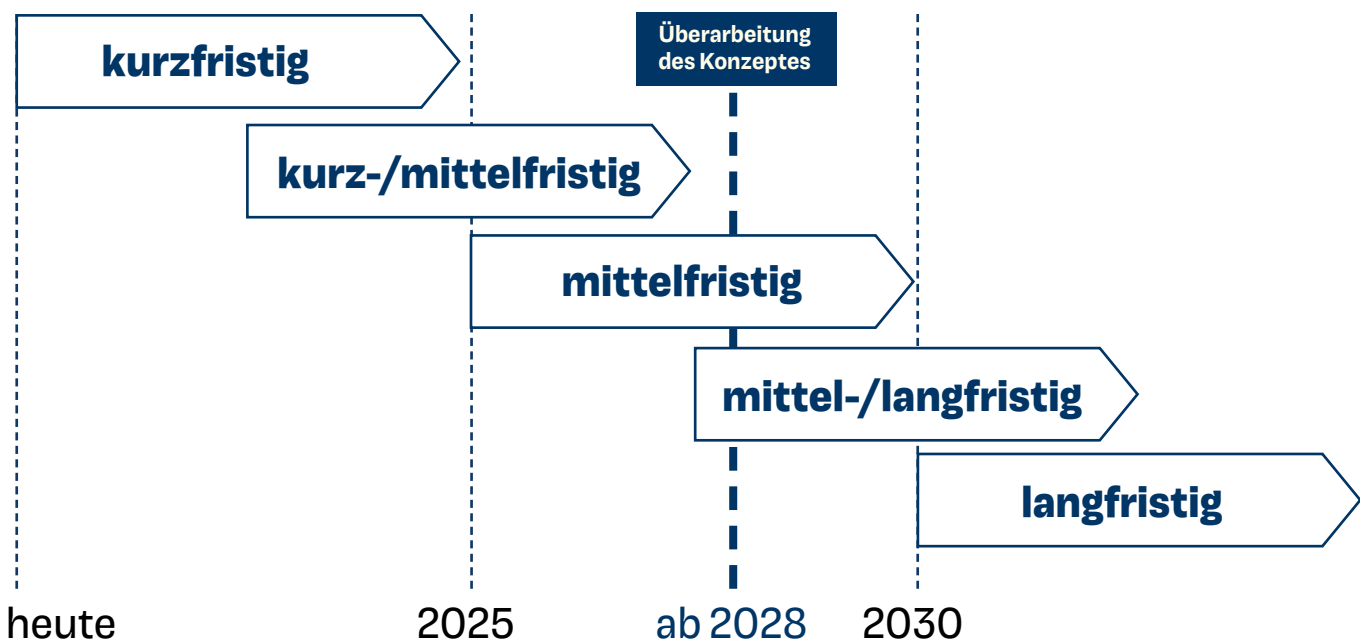 Überarbeitung
des Konzeptes
kurzfristig
kurz-/mittelfristig
mittelfristig
mittel-/langfristig
langfristig
heute
2025
ab 2028
2030